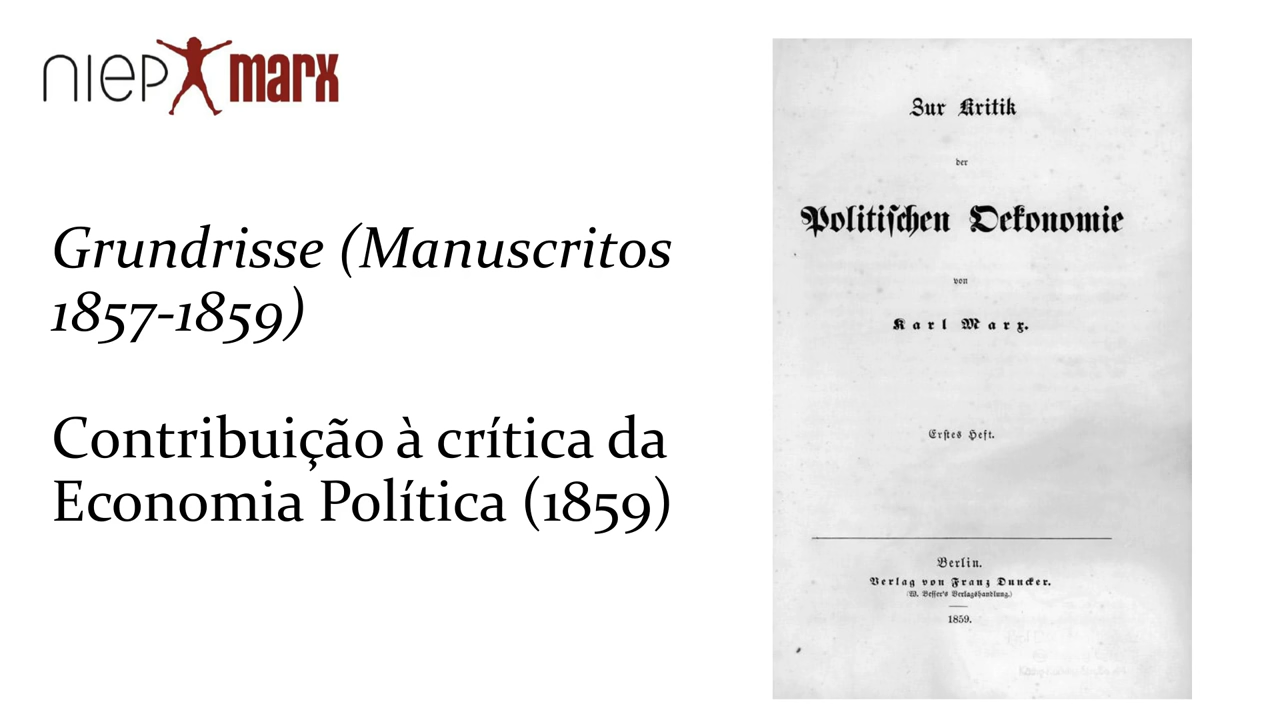 niep marx
Grundrisse (Manuscritos
1857-1859)
Contribuição à crítica da
Economia Política (1859)
Zur Kritik
der
Politiſchen Oekonomie
von
Karl Marx.
Erſtes Heft.
Berlin.
Verlag von Franz Duncker.
(W. Beſſer's Verlagshandlung.)
1859.